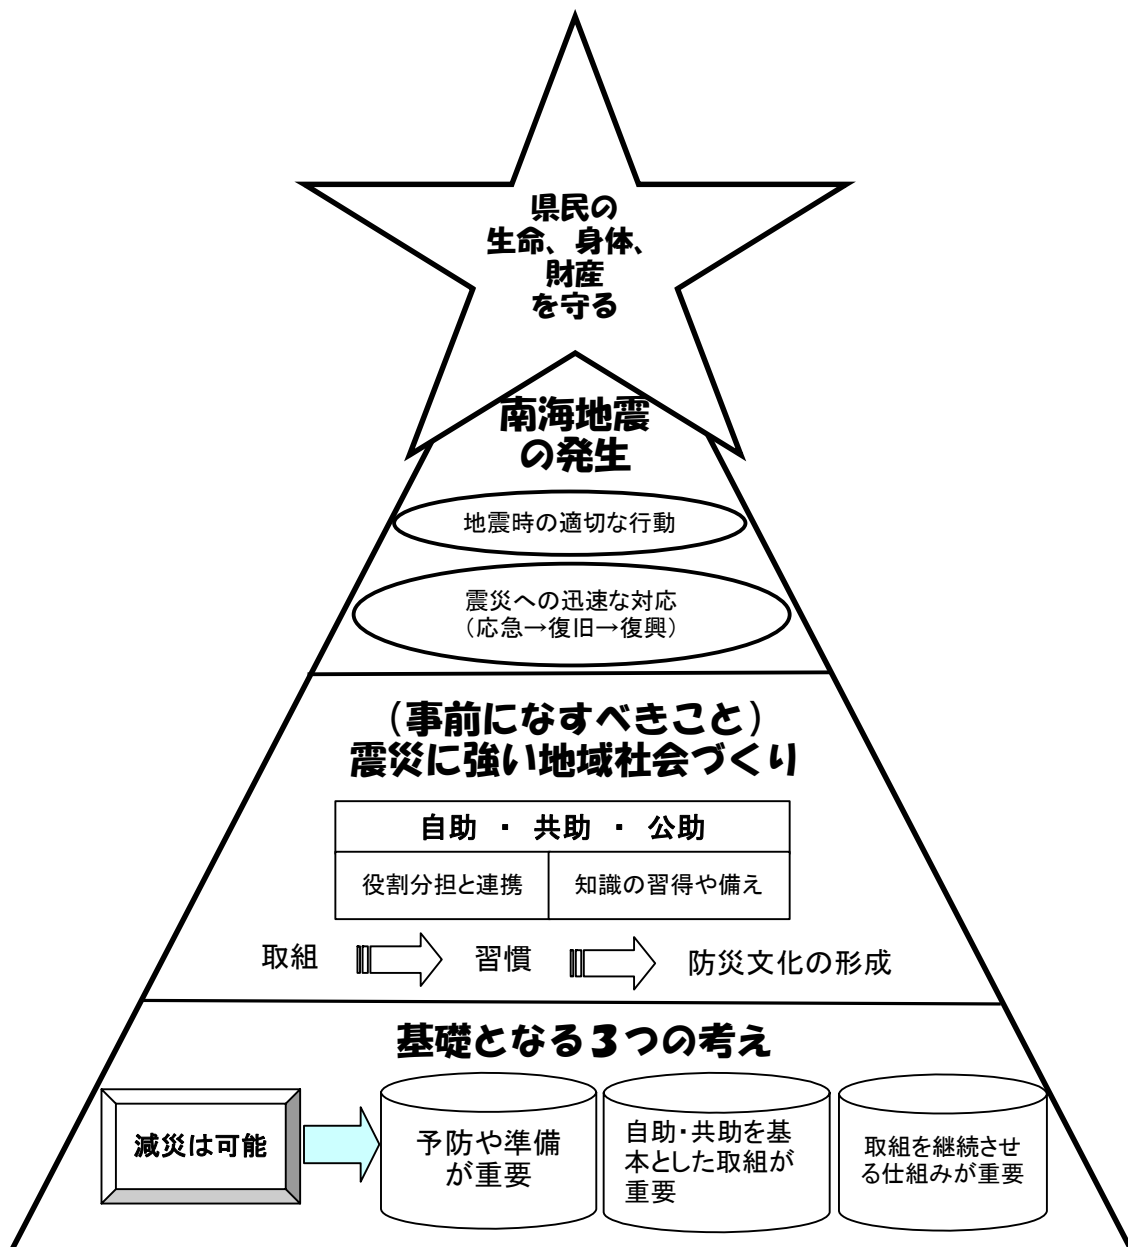 県民の
生命、身体、
財産
を守る
南海地震
の発生
地震時の適切な行動
震災への迅速な対応
（応急→復旧→復興）
（事前になすべきこと）
震災に強い地域社会づくり
自助 ・ 共助 ・ 公助
役割分担と連携 知識の習得や備え
取組 習慣 防災文化の形成
基礎となる３つの考え
減災は可能
予防や準備
が重要
自助・共助を基
本とした取組が
重要
取組を継続させ
る仕組みが重要